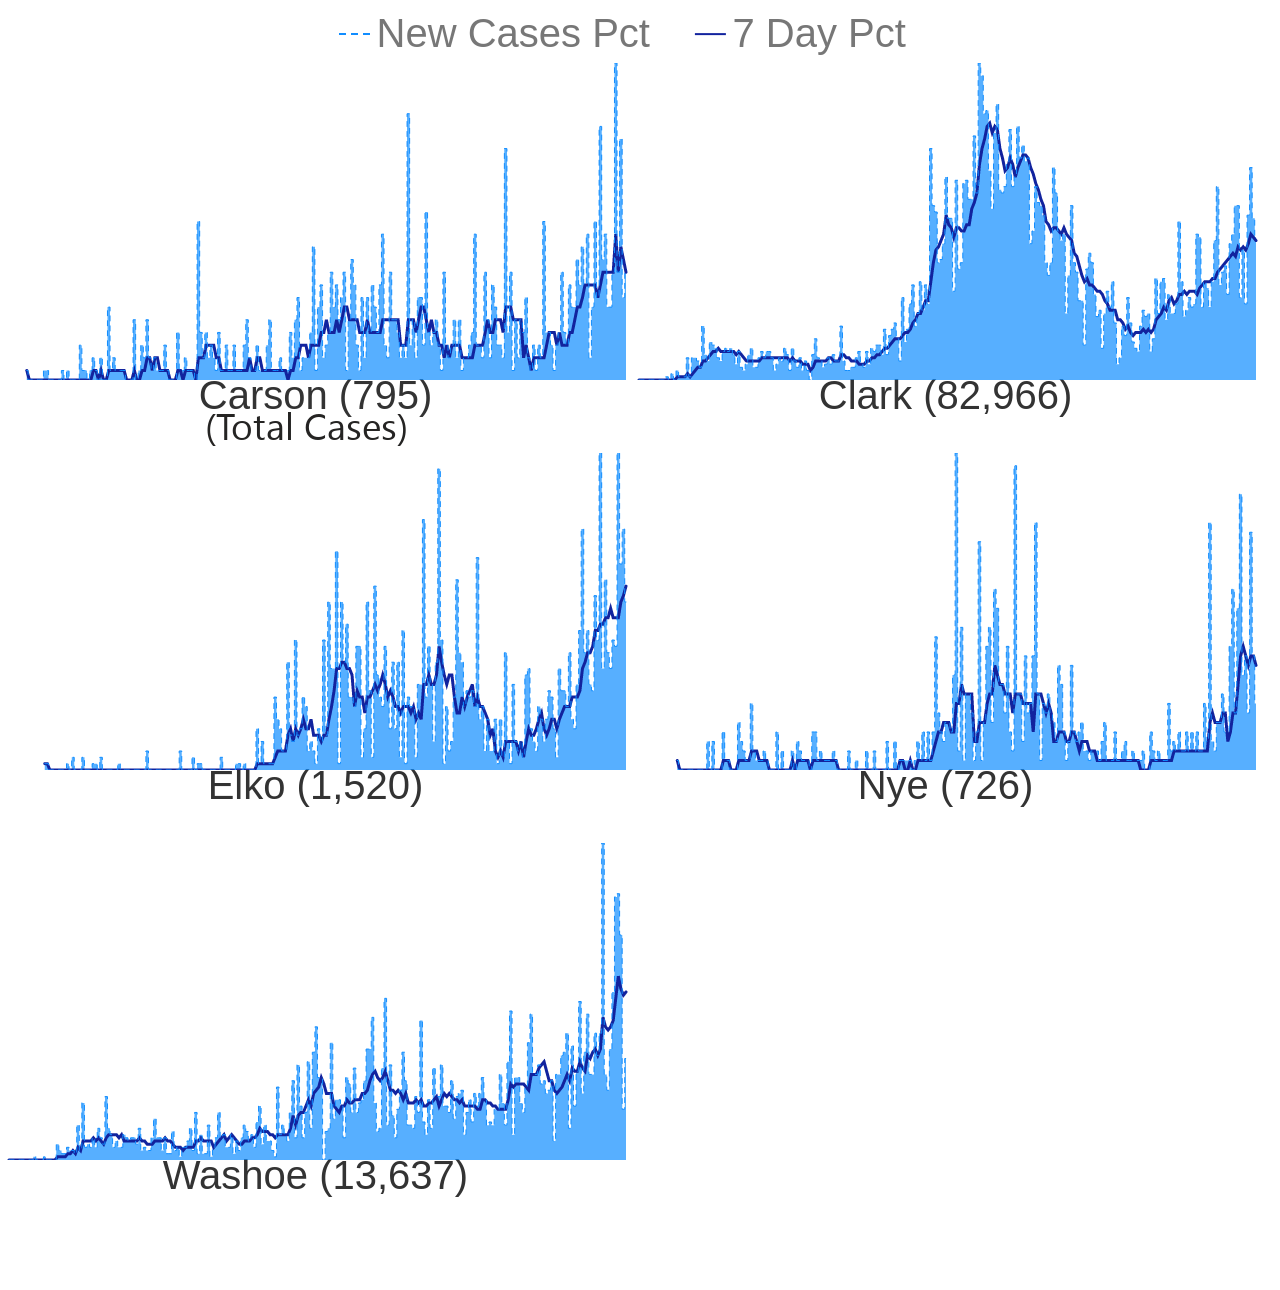 New Cases Pct 7 Day Pct
Carson (795) Clark (82,966)
(Total Cases)
Elko (1,520) Nye (726)
Washoe (13,637)